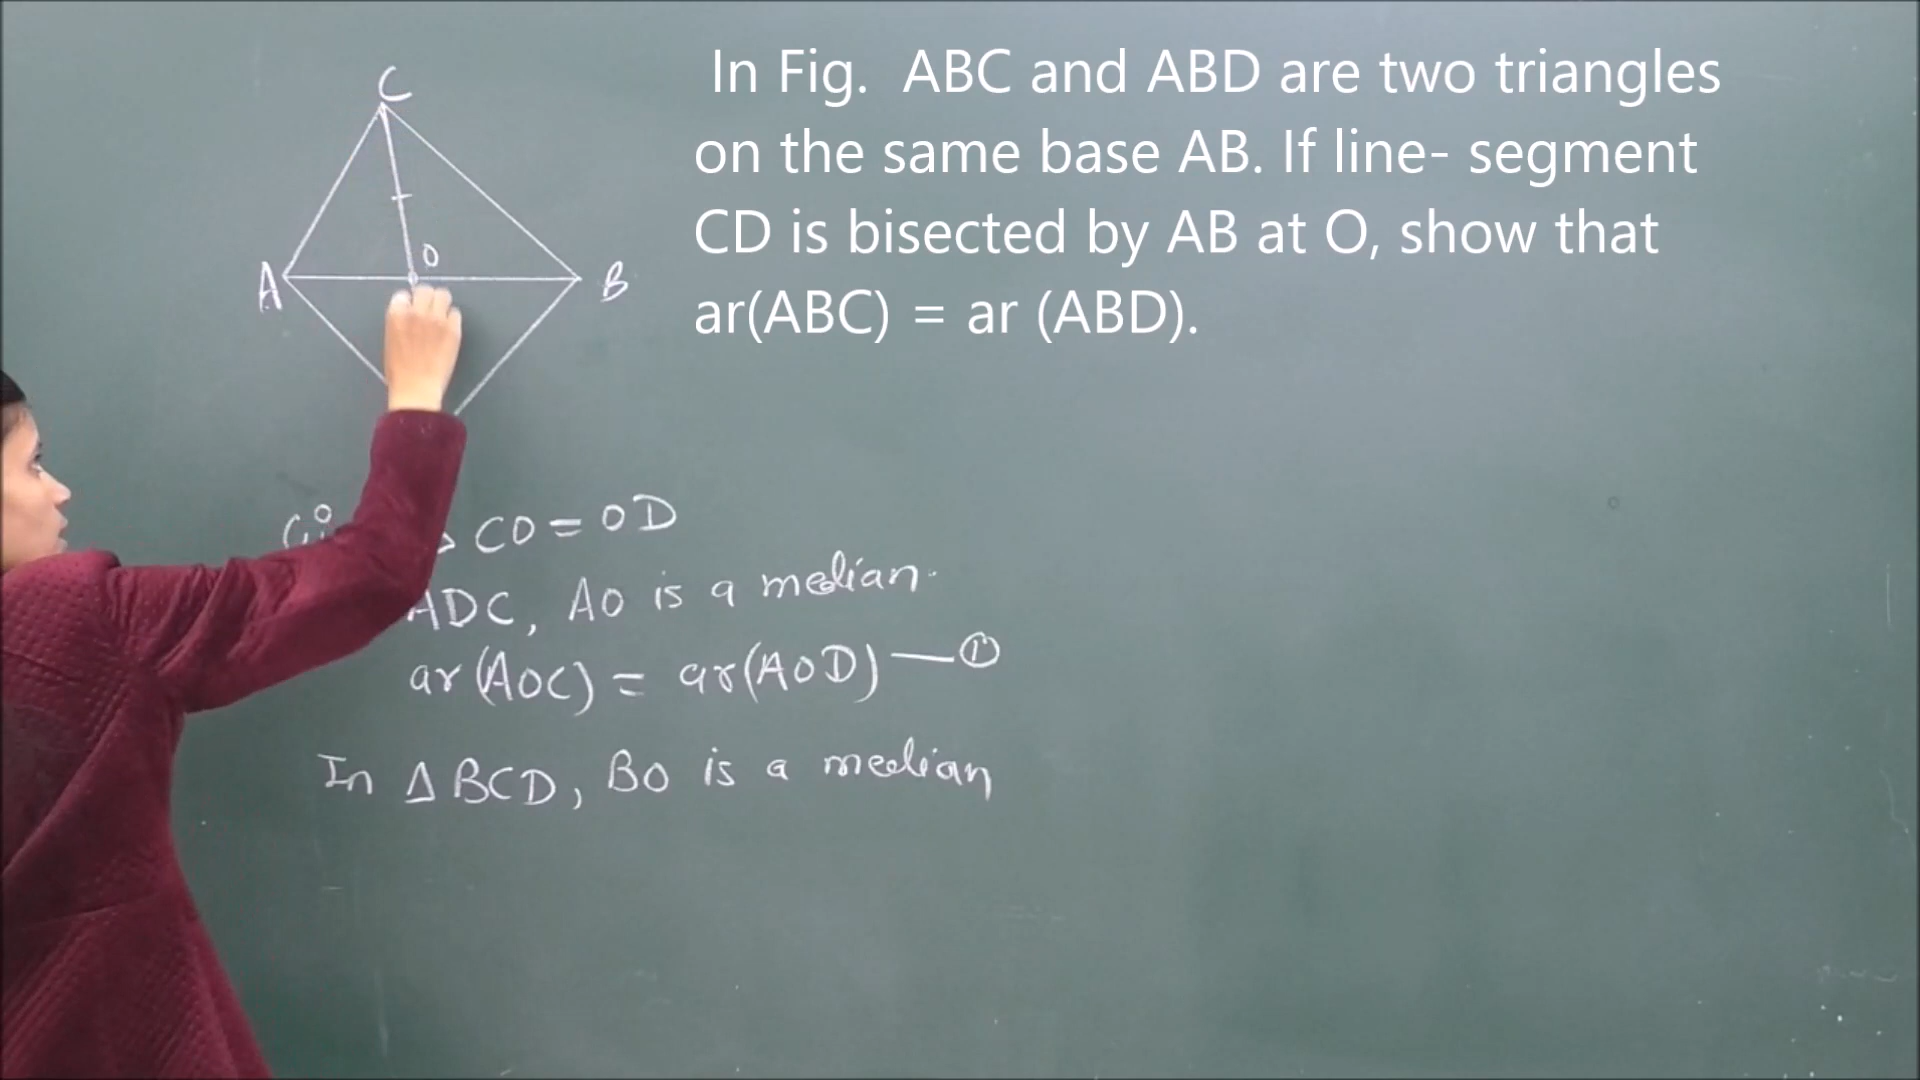 In Fig. ABC and ABD are two triangles
on the same base AB. If line- segment
CD is bisected by AB at O, show that
ar(ABC) = ar (ABD).
C
O
A
B
CO = OD
ADC, AO is a median.
ar (AOC) = ar(AOD) — ①
In Δ BCD, BO is a median